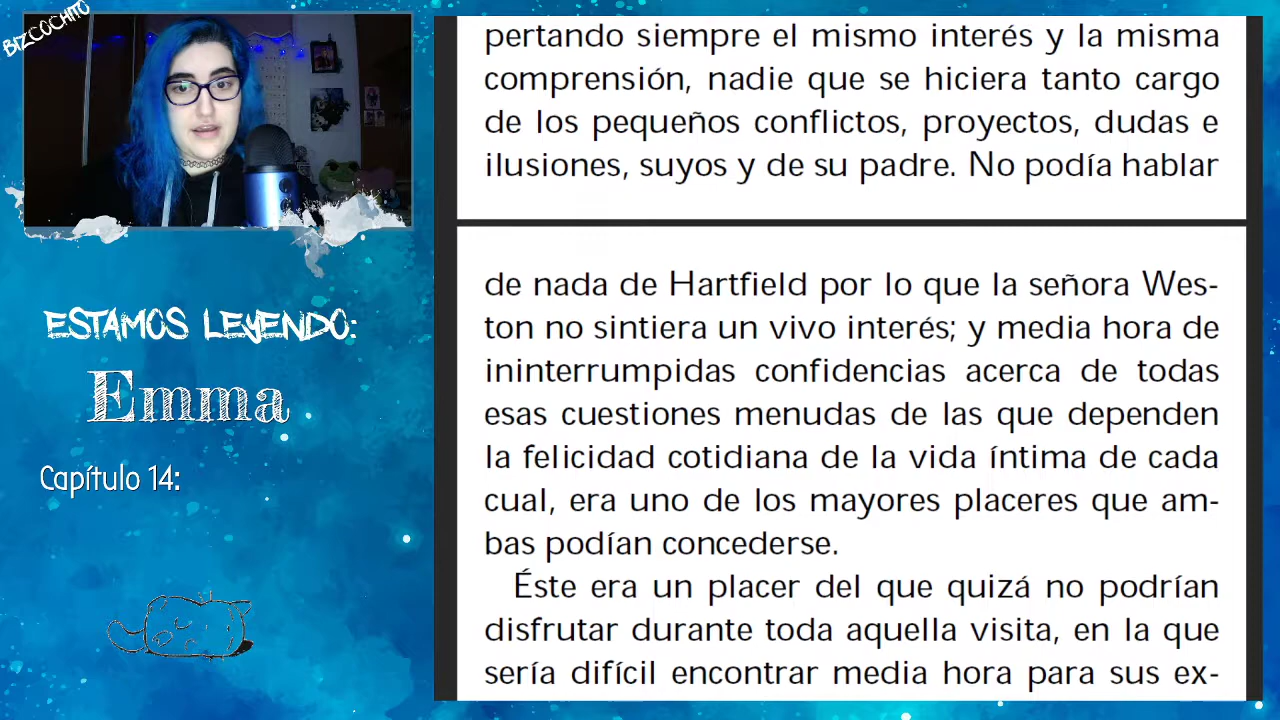 BIZCOCHITO
ESTAMOS LEYENDO:
Emma
Capítulo 14:
pertando siempre el mismo interés y la misma
comprensión, nadie que se hiciera tanto cargo
de los pequeños conflictos, proyectos, dudas e
ilusiones, suyos y de su padre. No podía hablar
de nada de Hartfield por lo que la señora Wes-
ton no sintiera un vivo interés; y media hora de
ininterrumpidas confidencias acerca de todas
esas cuestiones menudas de las que dependen
la felicidad cotidiana de la vida íntima de cada
cual, era uno de los mayores placeres que am-
bas podían concederse.
Éste era un placer del que quizá no podrían
disfrutar durante toda aquella visita, en la que
sería difícil encontrar media hora para sus ex-